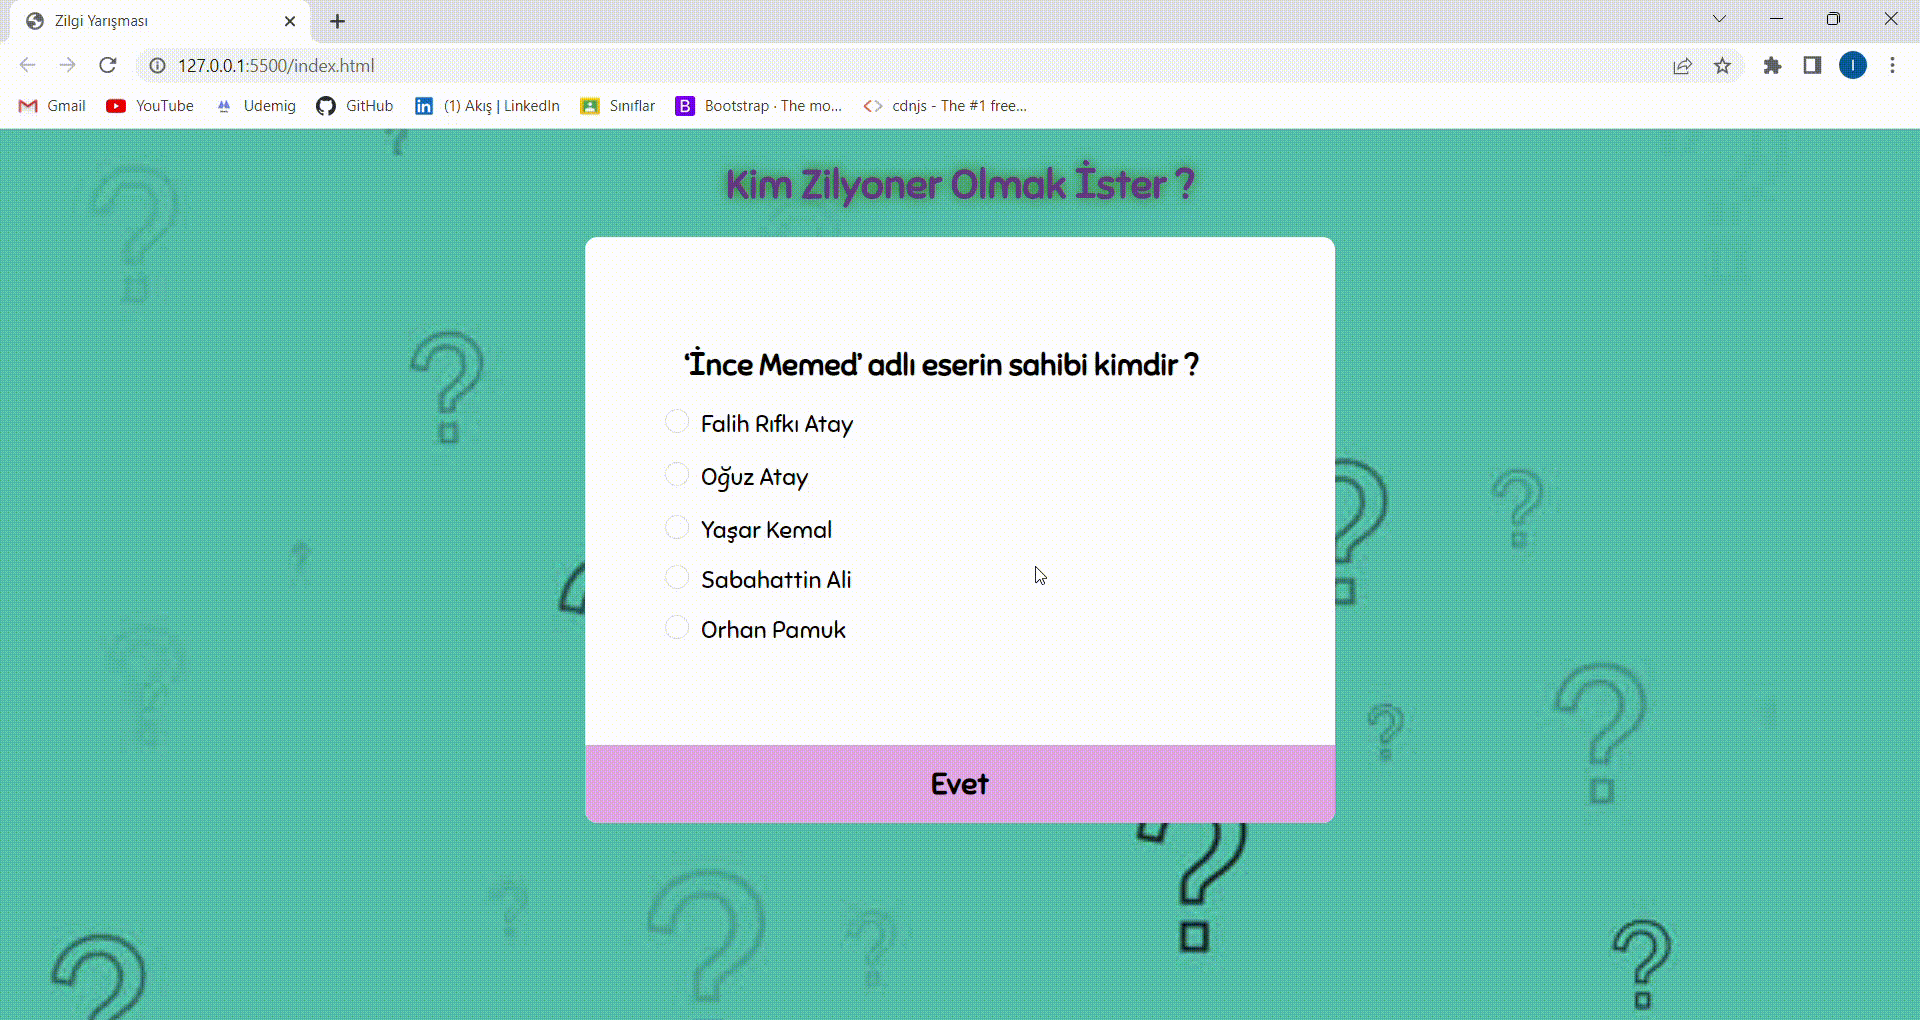 Zilgi Yarışması
127.0.0.1:5500/index.html
I
Gmail YouTube Udemig GitHub (1) Akış | LinkedIn Sınıflar B Bootstrap · The mo... cdnjs - The #1 free...
Kim Zilyoner Olmak İster ?
‘İnce Memed’ adlı eserin sahibi kimdir ?
Falih Rıfkı Atay
Oğuz Atay
Yaşar Kemal
Sabahattin Ali
Orhan Pamuk
Evet